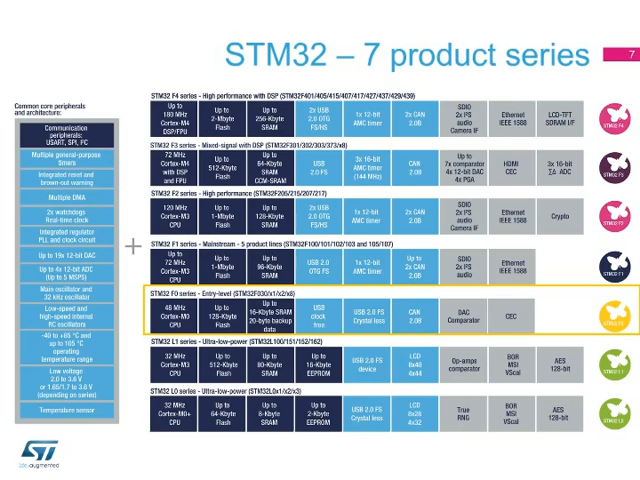 STM32 – 7 product series
7
Common core peripherals
and architecture:
Communication
peripherals:
USART, SPI, I²C
Multiple general-purpose
timers
Integrated reset and
brown-out warning
Multiple DMA
2x watchdogs
Real-time clock
Integrated regulator
PLL and clock circuit
Up to 19x 12-bit DAC
Up to 4x 12-bit ADC
(Up to 5 MSPS)
Main oscillator and
32 kHz oscillator
Low-speed and
high-speed internal
RC oscillators
-40 to +85 °C and
up to 105 °C
operating
temperature range
Low voltage
2.0 to 3.6 V
or 1.65/1.7 to 3.6 V
(depending on series)
Temperature sensor
+
STM32 F4 series - High performance with DSP (STM32F401/405/415/407/417/427/437/429/439)
Up to
180 MHz
Cortex-M4
DSP/FPU
Up to
2-Mbyte
Flash
Up to
256-Kbyte
SRAM
2x USB
2.0 OTG
FS/HS
1x 12-bit
AMC timer
2x CAN
2.0B
SDIO
2x I²S
audio
Camera IF
Ethernet
IEEE 1588
LCD-TFT
SDRAM I/F
STM32 F4
STM32 F3 series - Mixed-signal with DSP (STM32F301/302/303/373/x8)
72 MHz
Cortex-M4
with DSP
and FPU
Up to
512-Kbyte
Flash
Up to
64-Kbyte
SRAM
CCM-SRAM
USB
2.0 FS
3x 16-bit
AMC timer
(144 MHz)
CAN
2.0B
Up to
7x comparator
4x 12-bit DAC
4x PGA
HDMI
CEC
3x 16-bit
∑Δ ADC
STM32 F3
STM32 F2 series - High performance (STM32F205/215/207/217)
120 MHz
Cortex-M3
CPU
Up to
1-Mbyte
Flash
Up to
128-Kbyte
SRAM
2x USB
2.0 OTG
FS/HS
1x 12-bit
AMC timer
2x CAN
2.0B
SDIO
2x I²S
audio
Camera IF
Ethernet
IEEE 1588
Crypto
STM32 F2
STM32 F1 series - Mainstream - 5 product lines (STM32F100/101/102/103 and 105/107)
Up to
72 MHz
Cortex-M3
CPU
Up to
1-Mbyte
Flash
Up to
96-Kbyte
SRAM
USB 2.0
OTG FS
1x 12-bit
AMC timer
Up to
2x CAN
2.0B
SDIO
2x I²S
audio
Ethernet
IEEE 1588
STM32 F1
STM32 F0 series - Entry-level (STM32F030/x1/x2/x8)
48 MHz
Cortex-M0
CPU
Up to
128-Kbyte
Flash
Up to
16-Kbyte SRAM
20-byte backup
data
USB
clock
free
USB 2.0 FS
Crystal less
CAN
2.0B
DAC
Comparator
CEC
STM32 F0
STM32 L1 series - Ultra-low-power (STM32L100/151/152/162)
32 MHz
Cortex-M3
CPU
Up to
512-Kbyte
Flash
Up to
80-Kbyte
SRAM
Up to
16-Kbyte
EEPROM
USB 2.0 FS
device
LCD
8x40
4x44
Op-amps
comparator
BOR
MSI
VScal
AES
128-bit
STM32 L1
STM32 L0 series - Ultra-low-power (STM32L0x1/x2/x3)
32 MHz
Cortex-M0+
CPU
Up to
64-Kbyte
Flash
Up to
8-Kbyte
SRAM
Up to
2-Kbyte
EEPROM
USB 2.0 FS
Crystal less
LCD
8x28
4x32
True
RNG
BOR
MSI
VScal
AES
128-bit
STM32 L0
ST
life.augmented